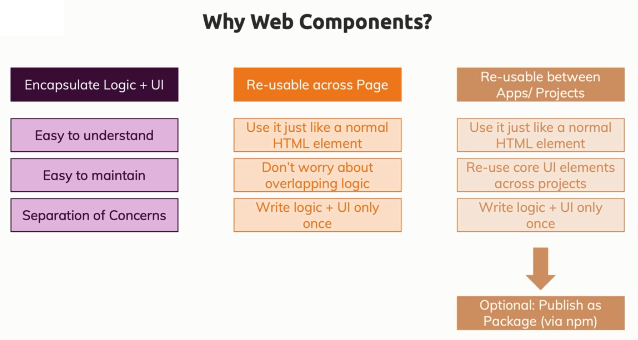 Why Web Components?
Encapsulate Logic + UI
Easy to understand
Easy to maintain
Separation of Concerns
Re-usable across Page
Use it just like a normal
HTML element
Don't worry about
overlapping logic
Write logic + UI only
once
Re-usable between
Apps/ Projects
Use it just like a normal
HTML element
Re-use core UI elements
across projects
Write logic + UI only
once
Optional: Publish as
Package (via npm)